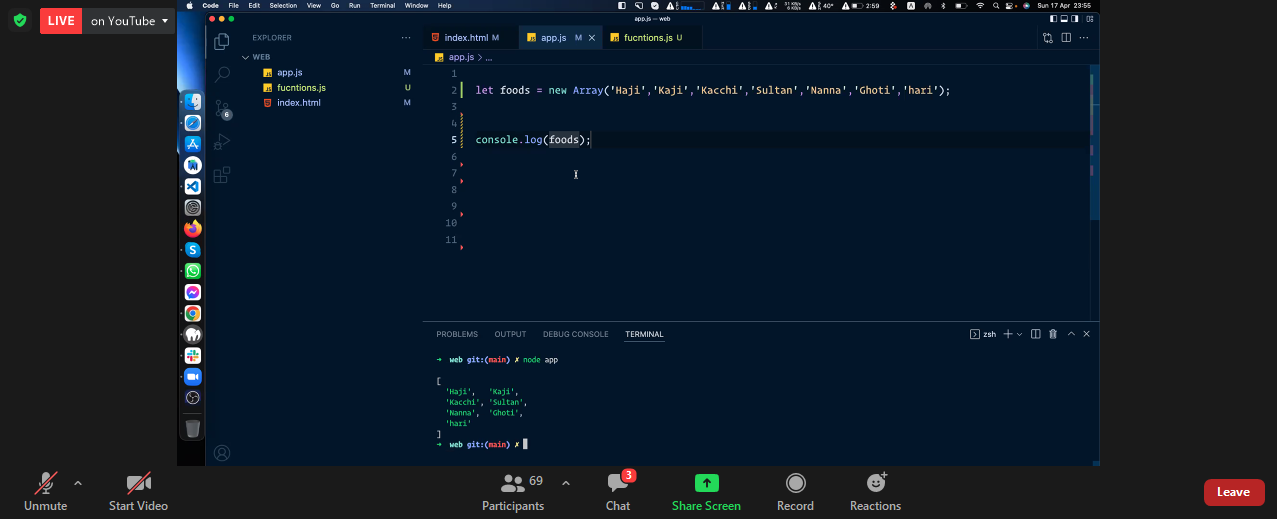 LIVE on YouTube
Code File Edit Selection View Go Run Terminal Window Help
40° 2:59 Sun 17 Apr 23:55
app.js — web
EXPLORER
index.html M app.js M fucntions.js U
WEB
app.js > ...
app.js M
fucntions.js U
index.html M
6
1
2 let foods = new Array('Haji','Kaji','Kacchi','Sultan','Nanna','Ghoti','hari');
3
4
5 console.log(foods);
6
7
8
9
10
11
PROBLEMS OUTPUT DEBUG CONSOLE TERMINAL zsh
→ web git:(main) ✗ node app
[
'Haji', 'Kaji',
'Kacchi', 'Sultan',
'Nanna', 'Ghoti',
'hari'
]
→ web git:(main) ✗
Unmute Start Video Participants 69 Chat 3 Share Screen Record Reactions Leave